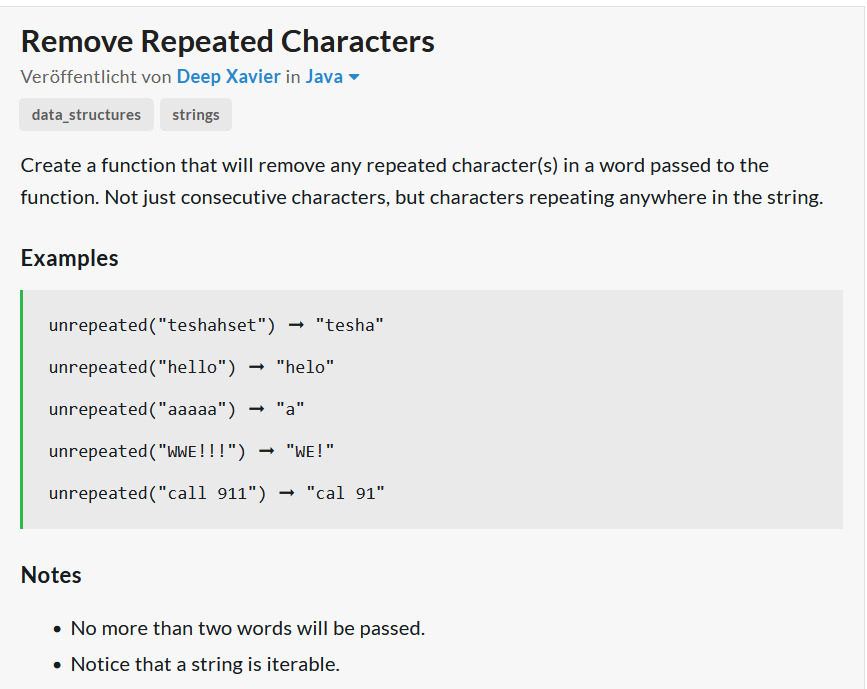 Remove Repeated Characters
Veröffentlicht von Deep Xavier in Java
data_structures strings
Create a function that will remove any repeated character(s) in a word passed to the
function. Not just consecutive characters, but characters repeating anywhere in the string.
Examples
unrepeated("teshahset") ➞ "tesha"
unrepeated("hello") ➞ "helo"
unrepeated("aaaaa") ➞ "a"
unrepeated("WWE!!!") ➞ "WE!"
unrepeated("call 911") ➞ "cal 91"
Notes
• No more than two words will be passed.
• Notice that a string is iterable.